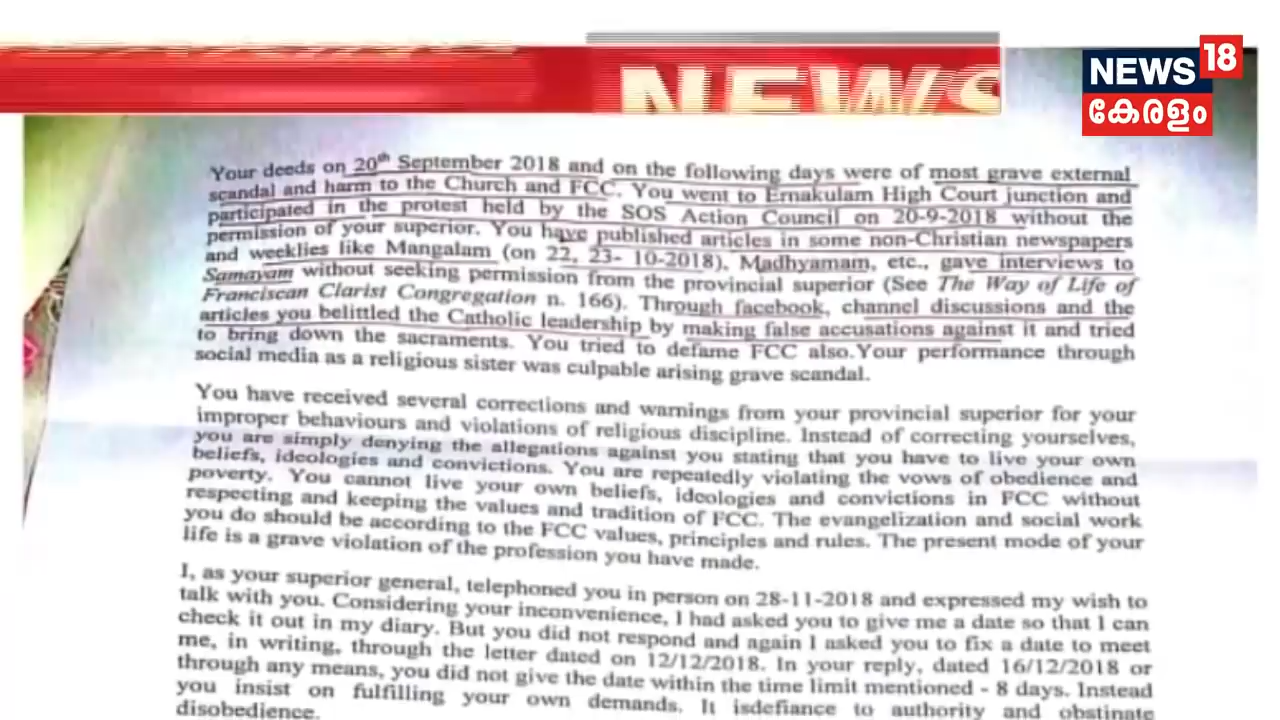 NEWS
NEWS 18
കേരളം
Your deeds on 20th September 2018 and on the following days were of most grave external
scandal and harm to the Church and FCC. You went to Ernakulam High Court junction and
participated in the protest held by the SOS Action Council on 20-9-2018 without the
permission of your superior. You have published articles in some non-Christian newspapers
and weeklies like Mangalam (on 22, 23- 10-2018), Madhyamam, etc., gave interviews to
Samayam without seeking permission from the provincial superior (See The Way of Life of
Franciscan Clarist Congregation n. 166). Through facebook, channel discussions and the
articles you belittled the Catholic leadership by making false accusations against it and tried
to bring down the sacraments. You tried to defame FCC also.Your performance through
social media as a religious sister was culpable arising grave scandal.
You have received several corrections and warnings from your provincial superior for your
improper behaviours and violations of religious discipline. Instead of correcting yourselves,
you are simply denying the allegations against you stating that you have to live your own
beliefs, ideologies and convictions. You are repeatedly violating the vows of obedience and
poverty. You cannot live your own beliefs, ideologies and convictions in FCC without
respecting and keeping the values and tradition of FCC. The evangelization and social work
you do should be according to the FCC values, principles and rules. The present mode of your
life is a grave violation of the profession you have made.
I, as your superior general, telephoned you in person on 28-11-2018 and expressed my wish to
talk with you. Considering your inconvenience, I had asked you to give me a date so that I can
check it out in my diary. But you did not respond and again I asked you to fix a date to meet
me, in writing, through the letter dated on 12/12/2018. In your reply, dated 16/12/2018 or
through any means, you did not give the date within the time limit mentioned - 8 days. Instead
you insist on fulfilling your own demands. It isdefiance to authority and obstinate
disobedience.